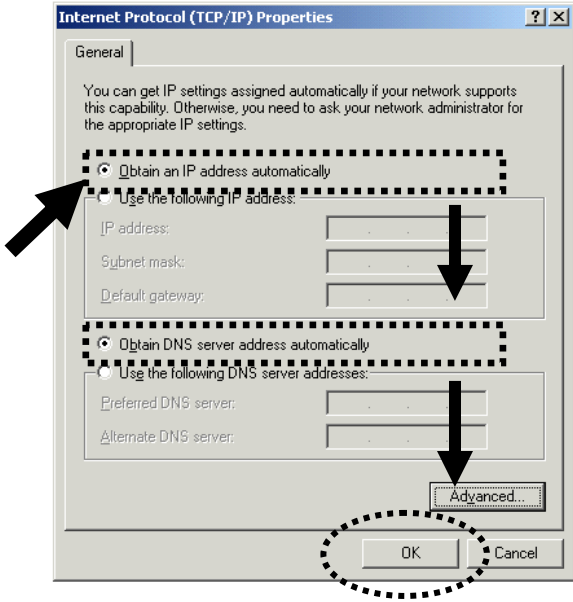 Internet Protocol (TCP/IP) Properties
General
You can get IP settings assigned automatically if your network supports
this capability. Otherwise, you need to ask your network administrator for
the appropriate IP settings.
Obtain an IP address automatically
Use the following IP address:
IP address:
Subnet mask:
Default gateway:
Obtain DNS server address automatically
Use the following DNS server addresses:
Preferred DNS server:
Alternate DNS server:
Advanced...
OK
Cancel